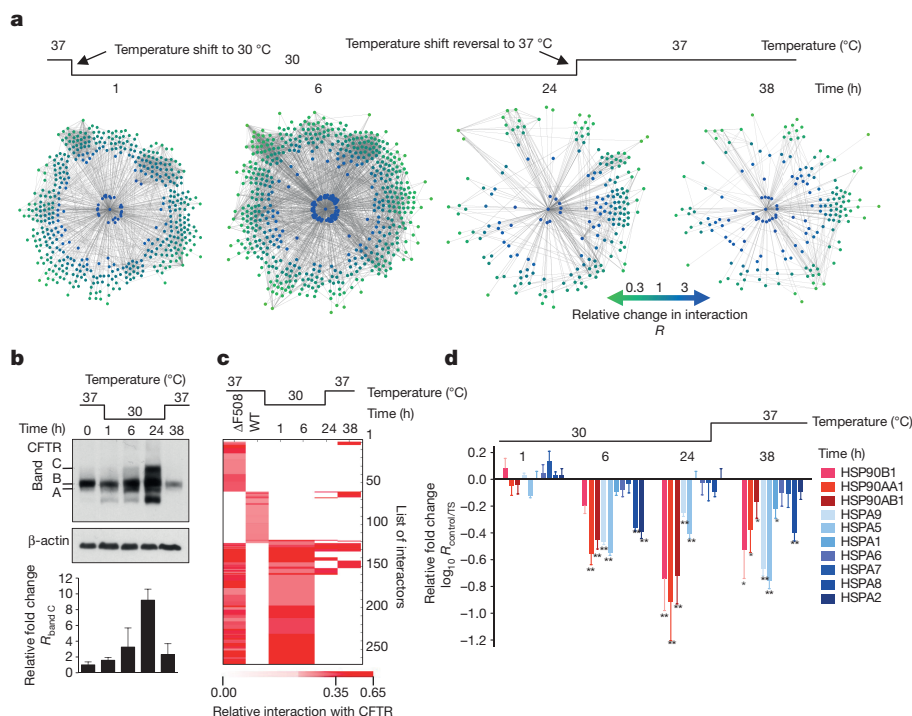 a
37
Temperature shift to 30 °C
30
Temperature shift reversal to 37 °C
37
Temperature (°C)
1
6
24
38
Time (h)
0.3
1
3
Relative change in interaction
R
b
Temperature (°C)
37
30
37
Time (h)
0
1
6
24
38
CFTR
Band
C
B
A
β-actin
Relative fold change
R band C
12
10
8
6
4
2
0
c
37
30
37
Temperature (°C)
Time (h)
ΔF508
WT
1
6
24
38
1
50
100
150
200
250
List of interactors
0.00
0.35
0.65
Relative interaction with CFTR
d
30
37
Temperature (°C)
1
6
24
38
Time (h)
Relative fold change
log10 Rcontrol/TS
0.2
0.00
-0.2
-0.4
-0.6
-0.8
-1.0
-1.2
HSP90B1
HSP90AA1
HSP90AB1
HSPA9
HSPA5
HSPA1
HSPA6
HSPA7
HSPA8
HSPA2